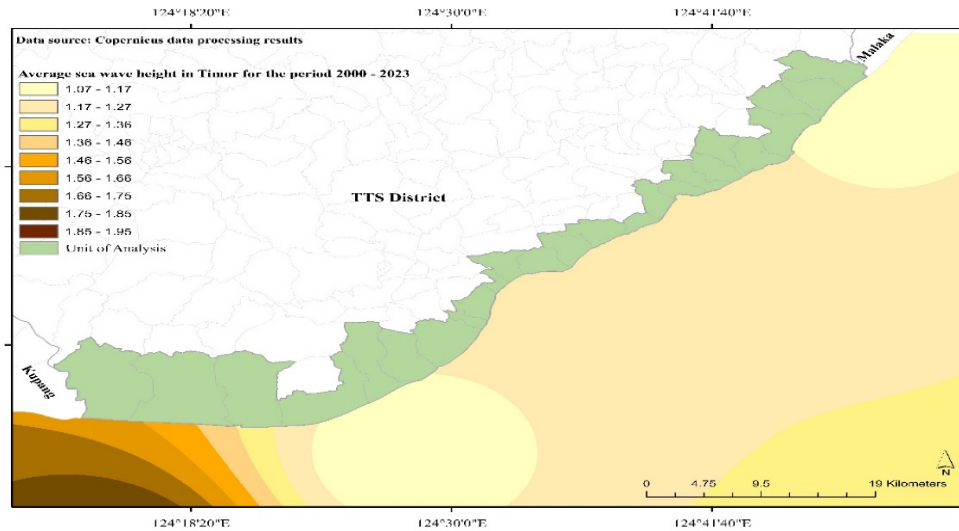 124°18'20"E 124°30'0"E 124°41'40"E
Data source: Copernicus data processing results
Malaka
Average sea wave height in Timor for the period 2000 - 2023
1.07 - 1.17
1.17 - 1.27
1.27 - 1.36
1.36 - 1.46
1.46 - 1.56
1.56 - 1.66
1.66 - 1.75
1.75 - 1.85
1.85 - 1.95
Unit of Analysis
TTS District
Kupang
N
0 4.75 9.5 19 Kilometers
124°18'20"E 124°30'0"E 124°41'40"E